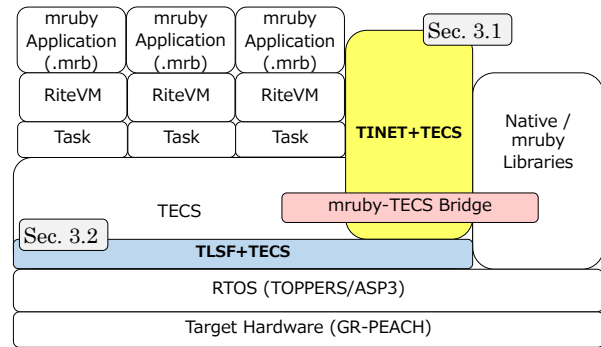 mruby
Application
(.mrb)
mruby
Application
(.mrb)
mruby
Application
(.mrb)
Sec. 3.1
RiteVM
RiteVM
RiteVM
Task
Task
Task
TINET+TECS
Native /
mruby
Libraries
TECS
mruby-TECS Bridge
Sec. 3.2
TLSF+TECS
RTOS (TOPPERS/ASP3)
Target Hardware (GR-PEACH)